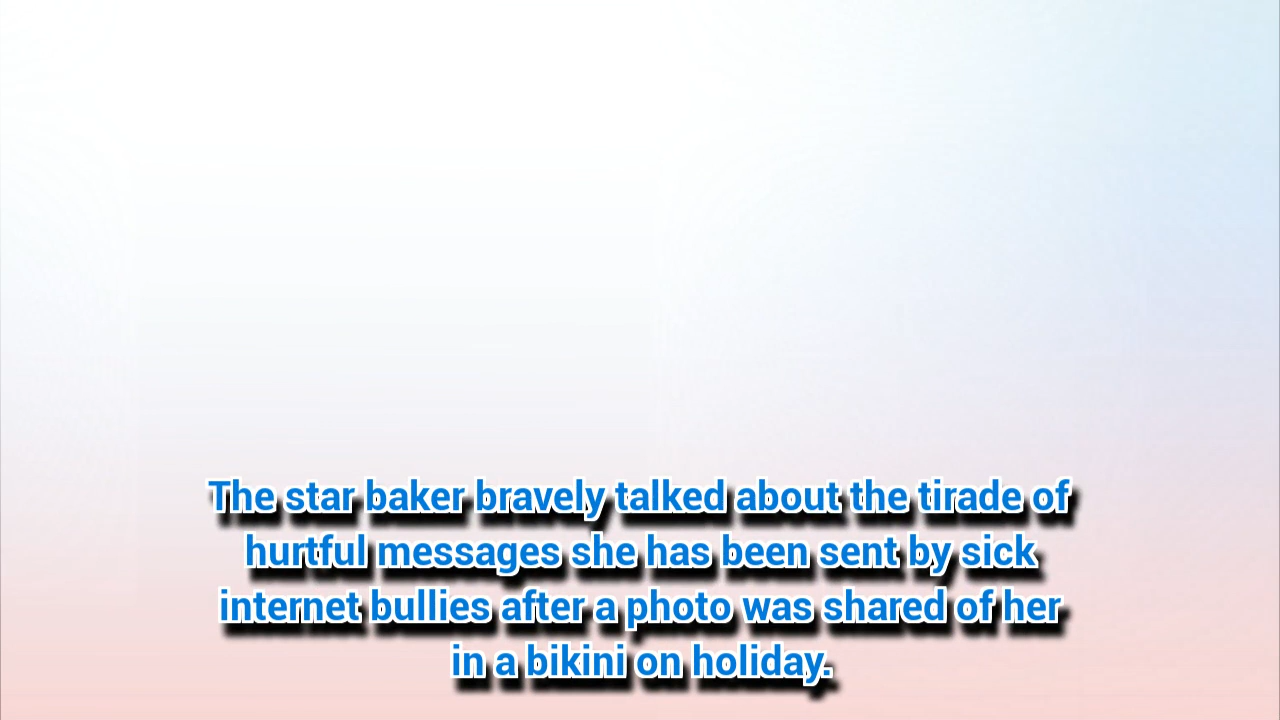 The star baker bravely talked about the tirade of
hurtful messages she has been sent by sick
internet bullies after a photo was shared of her
in a bikini on holiday.